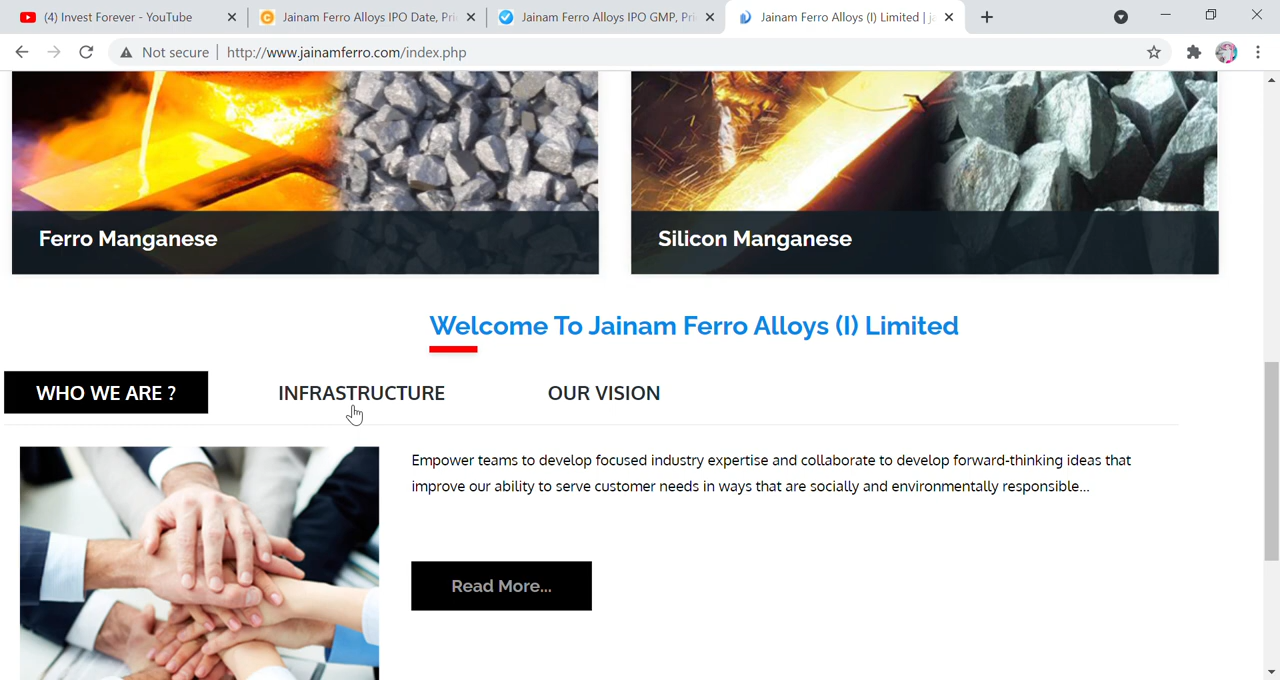 (4) Invest Forever - YouTube
Jainam Ferro Alloys IPO Date, Pri
Jainam Ferro Alloys IPO GMP, Pri
Jainam Ferro Alloys (I) Limited | ja
Not secure | http://www.jainamferro.com/index.php
Ferro Manganese
Silicon Manganese
Welcome To Jainam Ferro Alloys (I) Limited
WHO WE ARE ?
INFRASTRUCTURE
OUR VISION
Empower teams to develop focused industry expertise and collaborate to develop forward-thinking ideas that
improve our ability to serve customer needs in ways that are socially and environmentally responsible...
Read More...